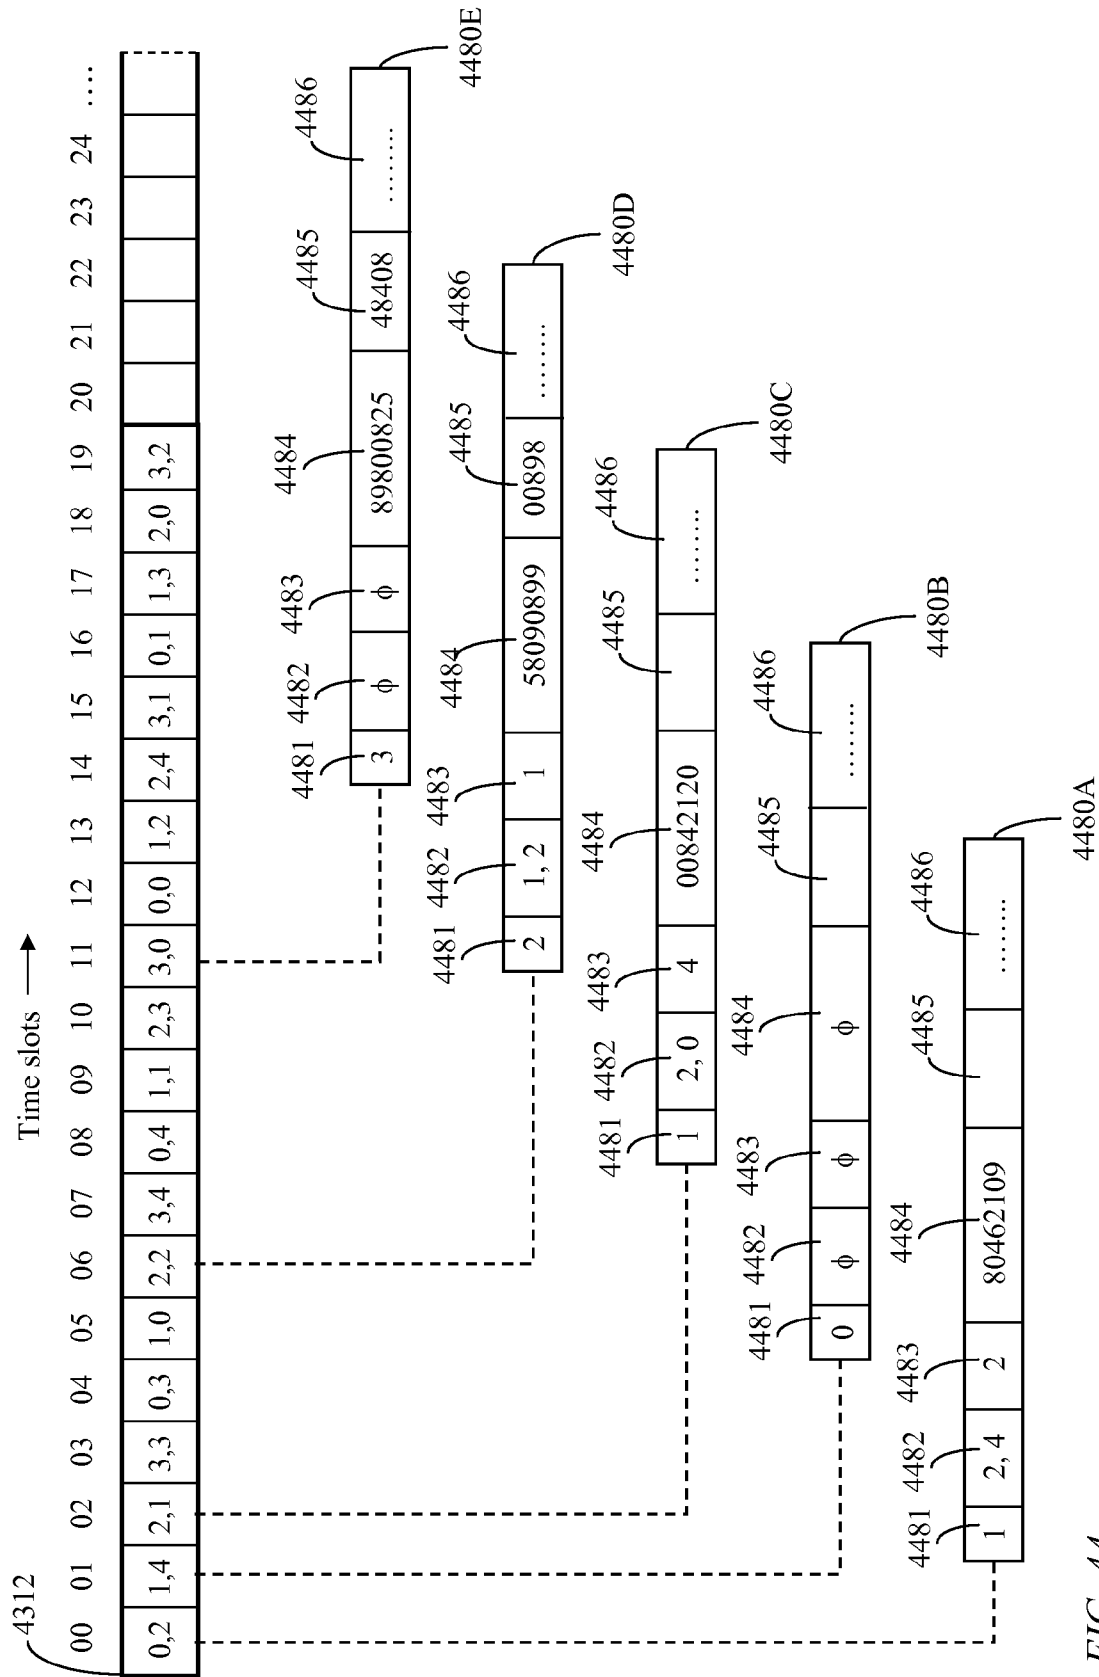 Time slots
00 01 02 03 04 05 06 07 08 09 10 11 12 13 14 15 16 17 18 19 20 21 22 23 24 ....
4312
0,2 1,4 2,1 3,3 0,3 1,0 2,2 3,4 0,4 1,1 2,3 3,0 0,0 1,2 2,4 3,1 0,1 1,3 2,0 3,2
4481 4482 4483 4484 4485 4486
3 ϕ ϕ 89800825 48408 ........
4480E
4481 4482 4483 4484 4485 4486
2 1, 2 1 58090899 00898 .........
4480D
4481 4482 4483 4484 4485 4486
1 2, 0 4 00842120 .........
4480C
4481 4482 4483 4484 4485 4486
0 ϕ ϕ ϕ .........
4480B
4481 4482 4483 4484 4485 4486
1 2, 4 2 80462109 .........
4480A
FIG. 44